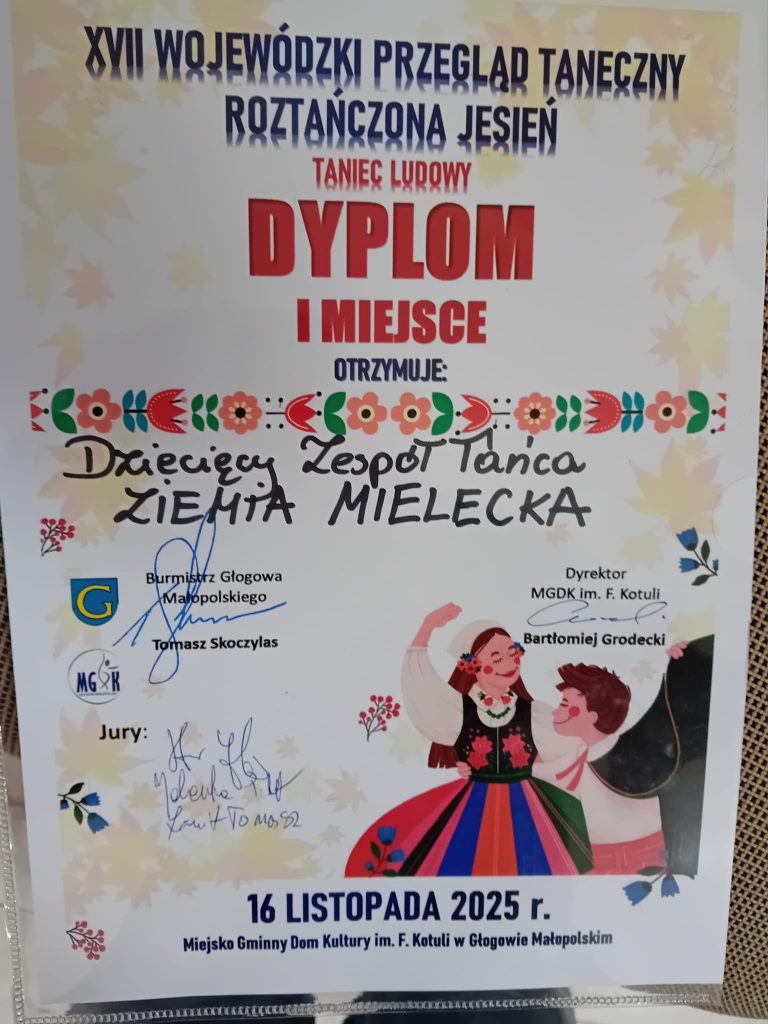 XVII WOJEWÓDZKI PRZEGLĄD TANECZNY
ROZTAŃCZONA JESIEŃ
TANIEC LUDOWY
DYPLOM
I MIEJSCE
OTRZYMUJE:
Dziecięcy Zespół Tańca
ZIEMIA MIELECKA
Burmistrz Głogowa
Małopolskiego
Tomasz Skoczylas
Dyrektor
MGDK im. F. Kotuli
Bartłomiej Grodecki
G
MG K
Jury:
Tomasz
16 LISTOPADA 2025 r.
Miejsko Gminny Dom Kultury im. F. Kotuli w Głogowie Małopolskim